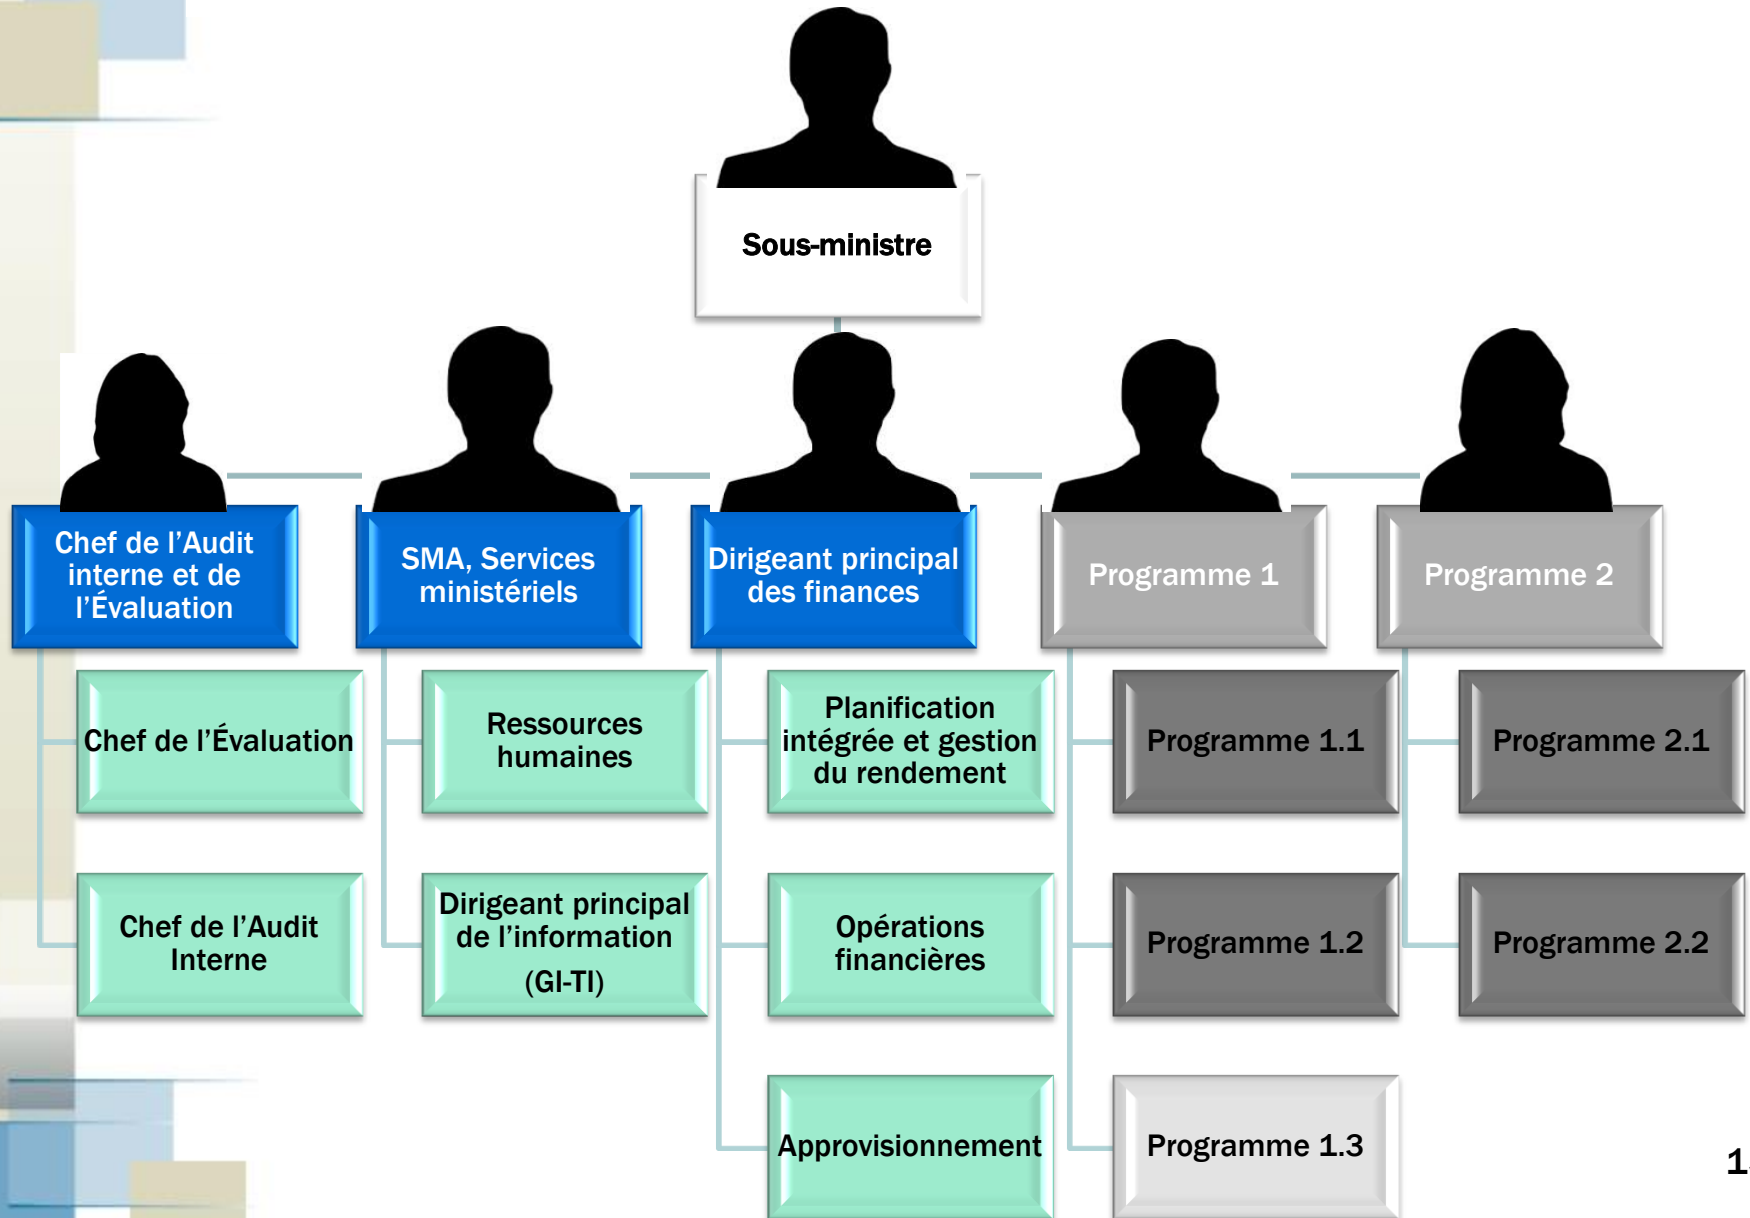 Sous-ministre
Chef de l’Audit
interne et de
l’Évaluation
SMA, Services
ministériels
Dirigeant principal
des finances
Programme 1
Programme 2
Chef de l’Évaluation
Ressources
humaines
Planification
intégrée et gestion
du rendement
Programme 1.1
Programme 2.1
Chef de l’Audit
Interne
Dirigeant principal
de l’information
(GI-TI)
Opérations
financières
Programme 1.2
Programme 2.2
Approvisionnement
Programme 1.3